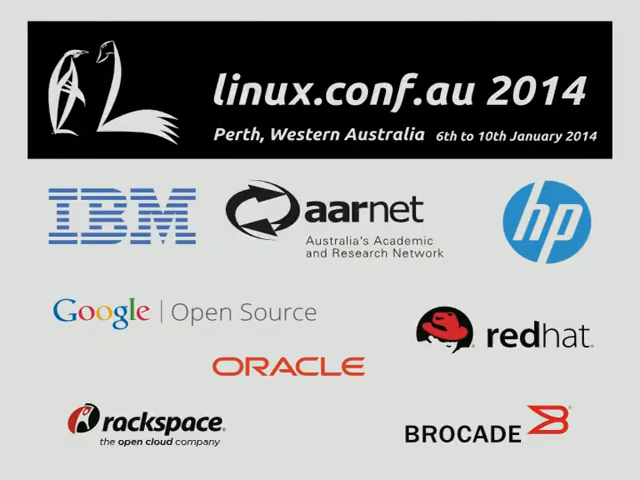 linux.conf.au 2014
Perth, Western Australia 6th to 10th January 2014
IBM
aarnet
Australia's Academic
and Research Network
hp
Google | Open Source
redhat.
ORACLE
rackspace®
the open cloud company
BROCADE